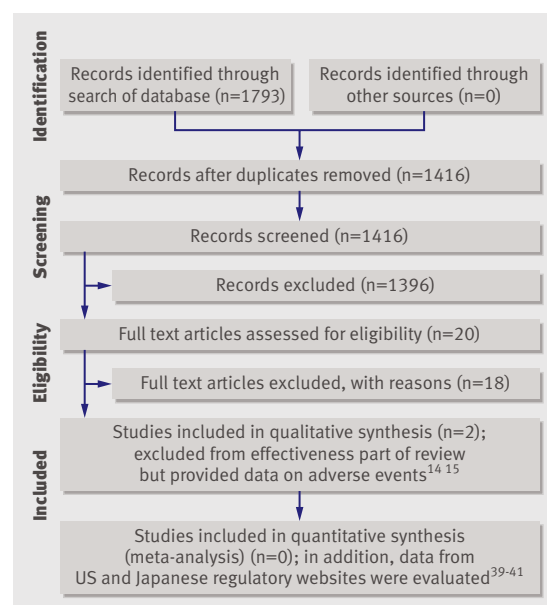 Identification
Records identified through
search of database (n=1793)
Records identified through
other sources (n=0)
Screening
Records after duplicates removed (n=1416)
Records screened (n=1416)
Records excluded (n=1396)
Eligibility
Full text articles assessed for eligibility (n=20)
Full text articles excluded, with reasons (n=18)
Included
Studies included in qualitative synthesis (n=2);
excluded from effectiveness part of review
but provided data on adverse events14 15
Studies included in quantitative synthesis
(meta-analysis) (n=0); in addition, data from
US and Japanese regulatory websites were evaluated39-41